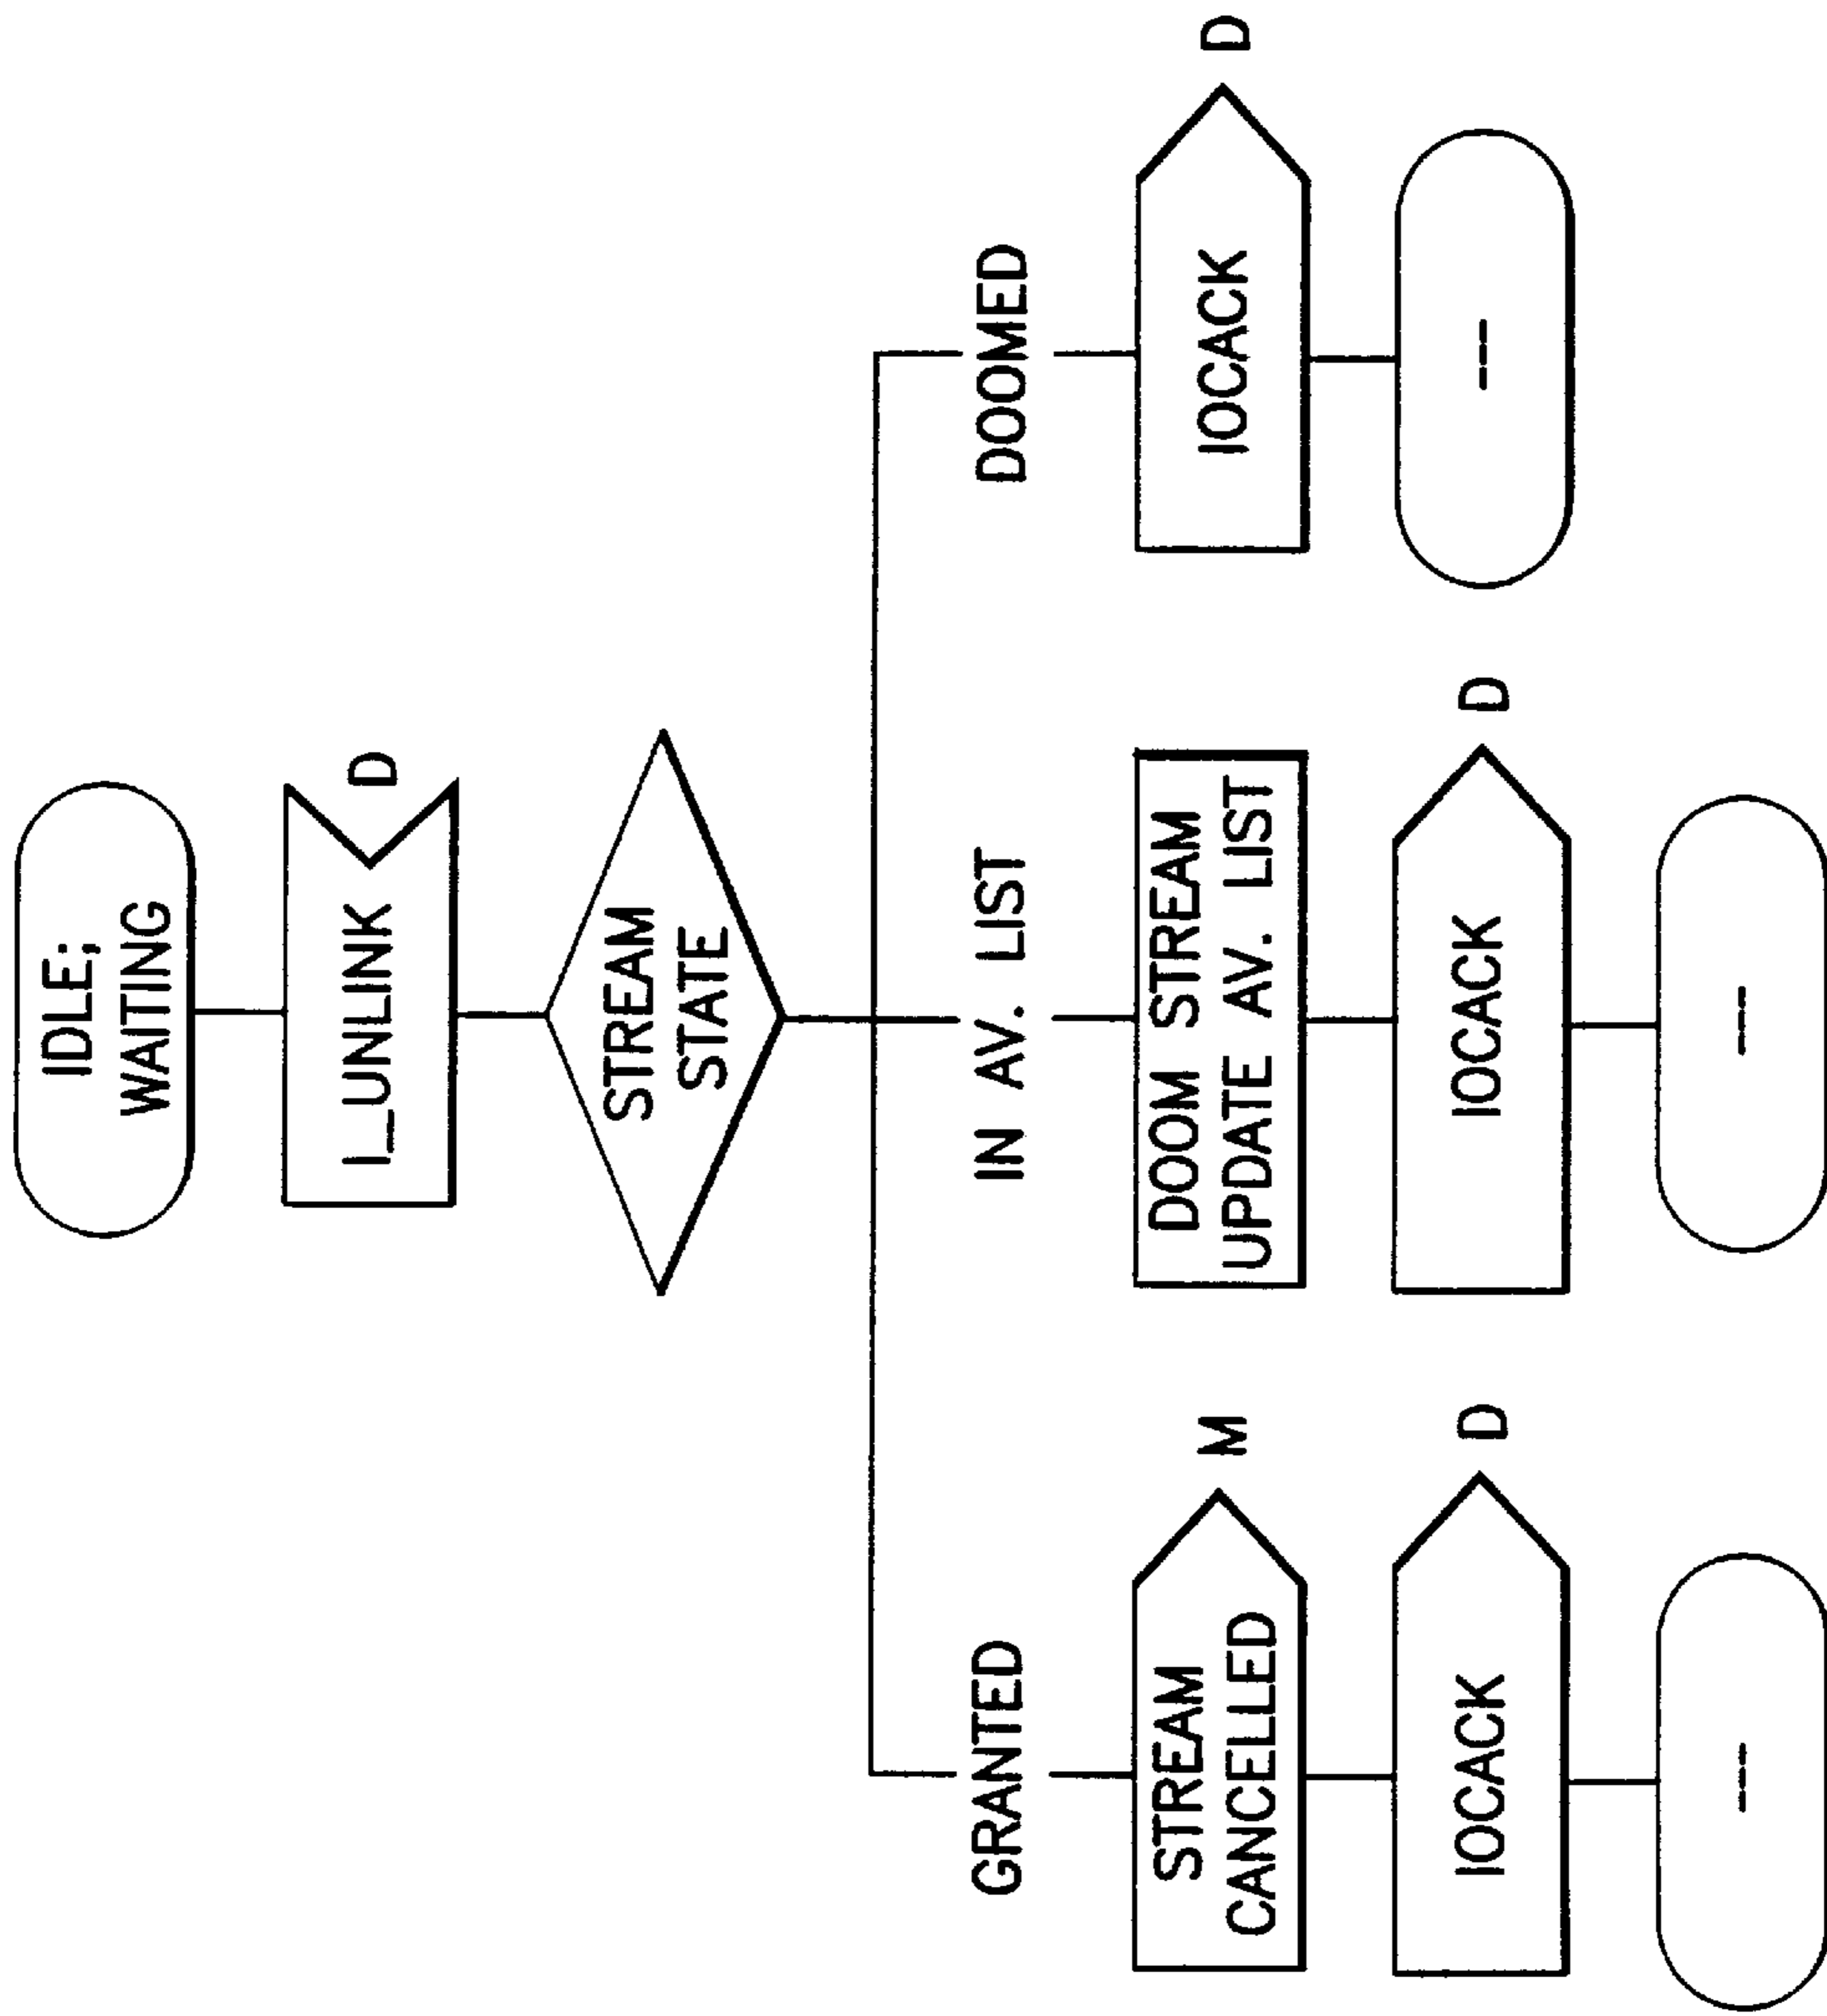 IDLE;
WAITING
I_UNLINK
D
STREAM
STATE
GRANTED
IN AV. LIST
DOOMED
STREAM
CANCELLED
M
DOOM STREAM
UPDATE AV. LIST
IOCACK
D
IOCACK
D
IOCACK
D
--
--
--